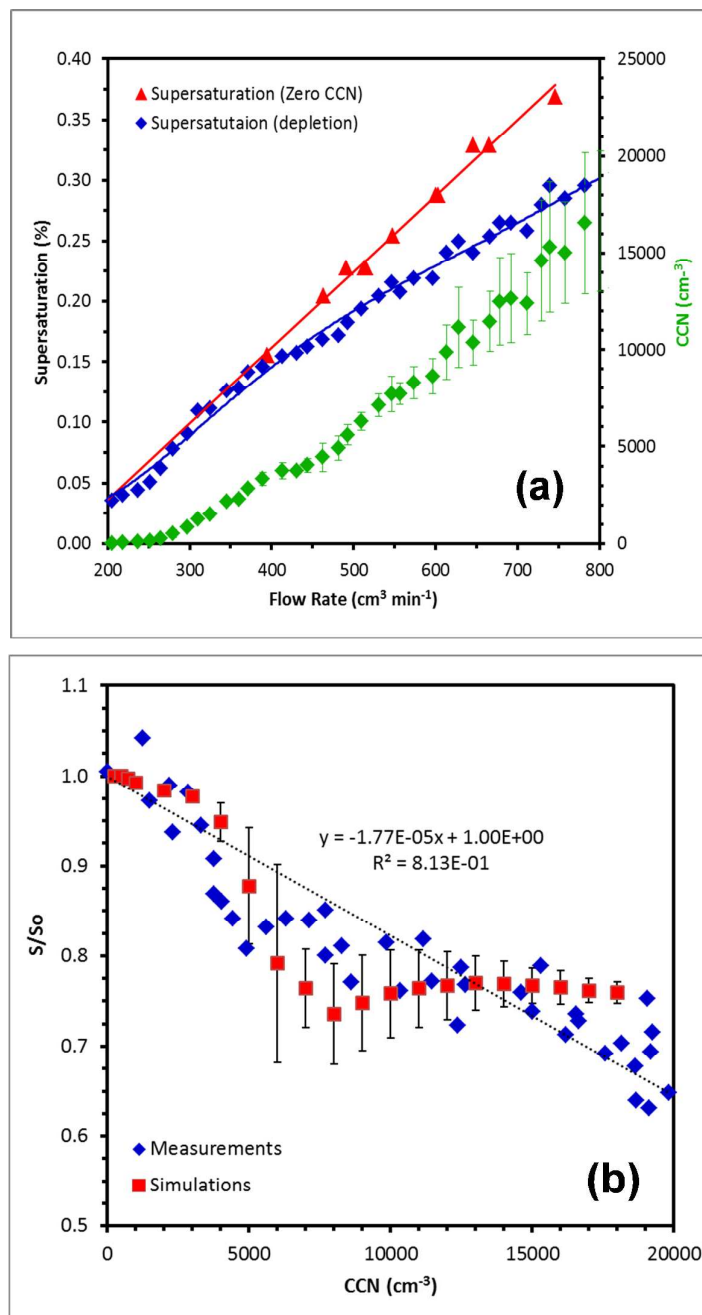 0.40
0.35
0.30
0.25
0.20
0.15
0.10
0.05
0.00
Supersaturation (%)
Supersaturation (Zero CCN)
Supersatutaion (depletion)
25000
20000
15000
10000
5000
0
CCN (cm-³)
(a)
200 300 400 500 600 700 800
Flow Rate (cm³ min⁻¹)
1.1
1.0
0.9
0.8
0.7
0.6
0.5
S/So
y = -1.77E-05x + 1.00E+00
R² = 8.13E-01
Measurements
Simulations
(b)
0 5000 10000 15000 20000
CCN (cm⁻³)